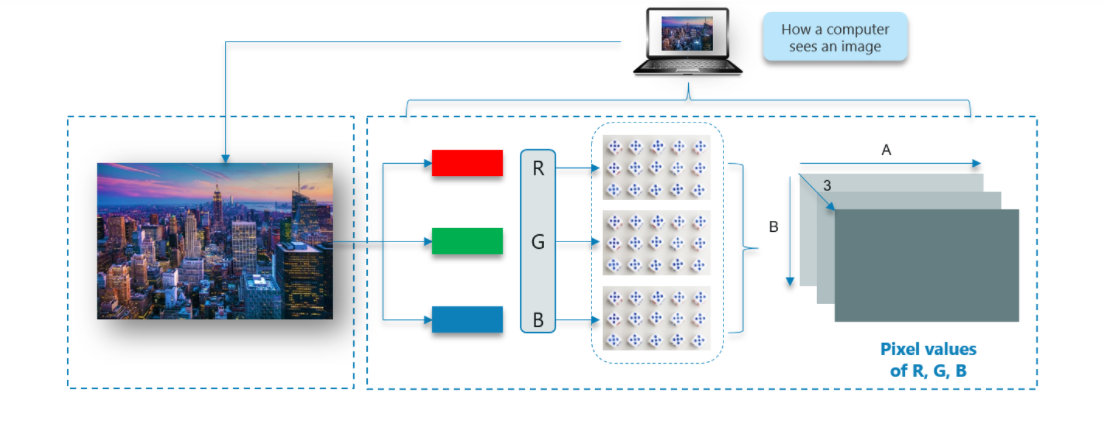 How a computer
sees an image
R
G
B
A
3
B
Pixel values
of R, G, B